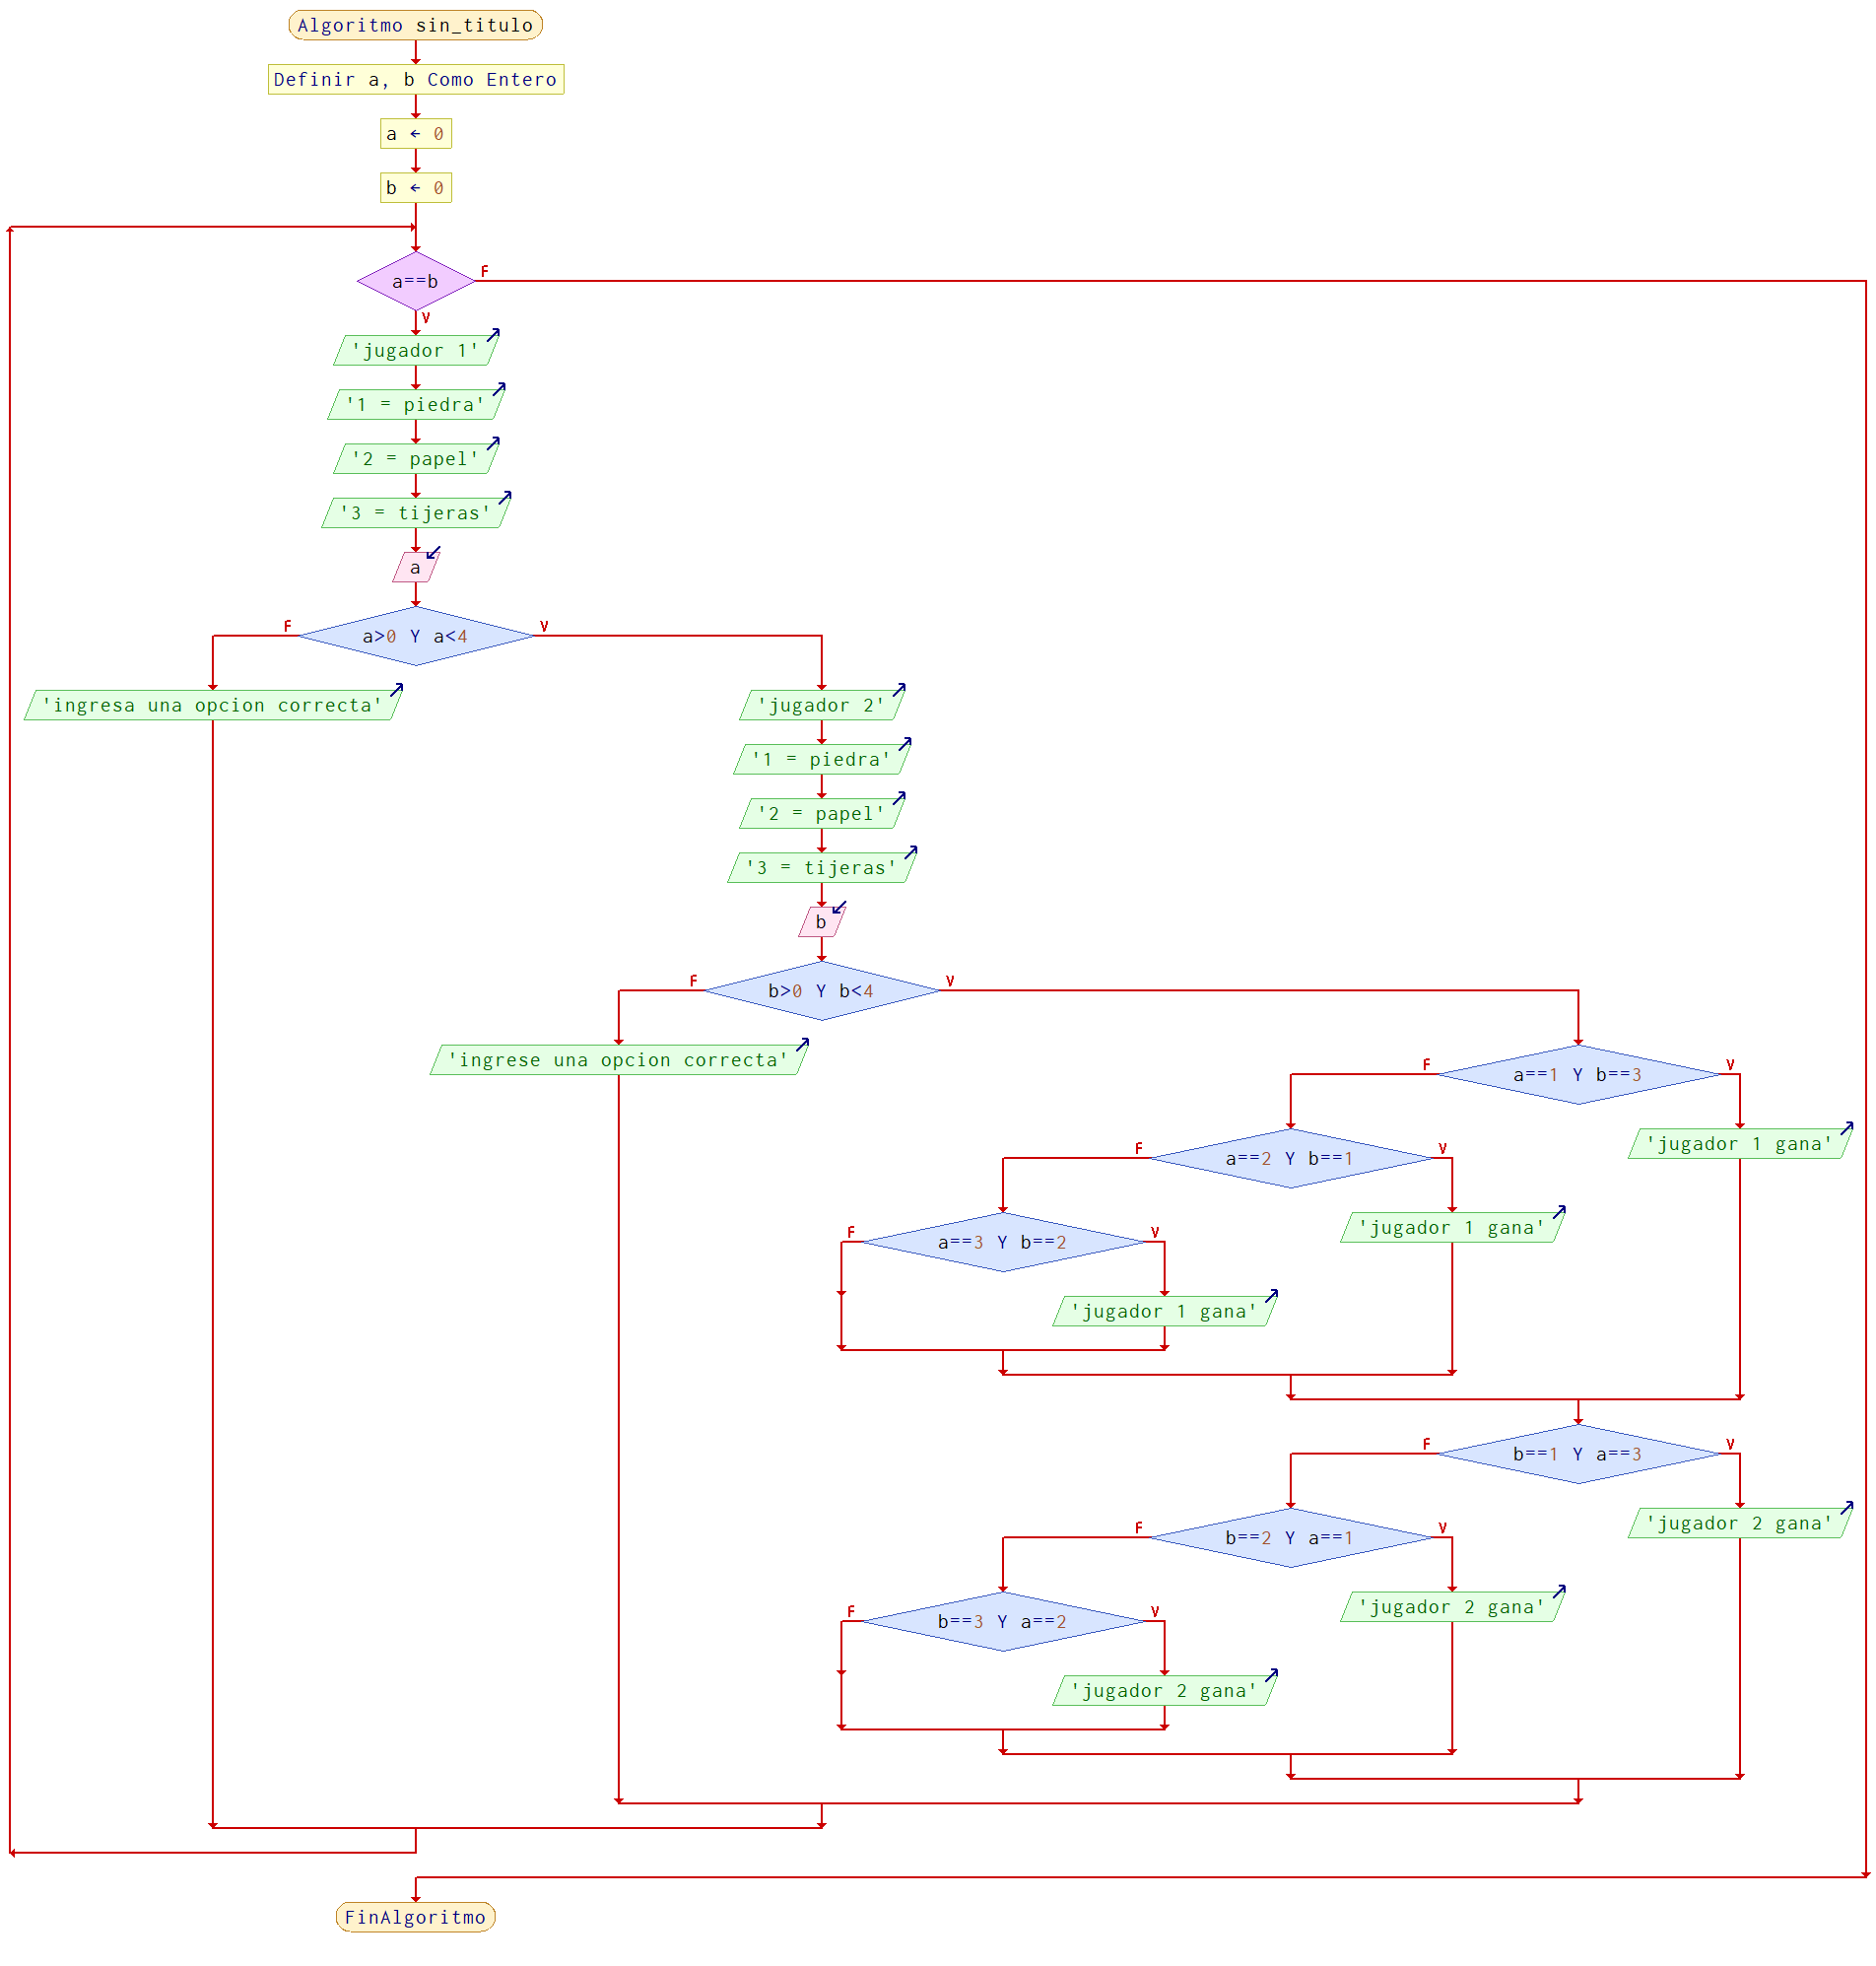 Algoritmo sin_titulo
Definir a, b Como Entero
a ← 0
b ← 0
a==b
F
V
'jugador 1'
'1 = piedra'
'2 = papel'
'3 = tijeras'
a
F
a>0 Y a<4
V
'ingresa una opcion correcta'
'jugador 2'
'1 = piedra'
'2 = papel'
'3 = tijeras'
b
F
b>0 Y b<4
V
'ingrese una opcion correcta'
F
a==1 Y b==3
V
'jugador 1 gana'
F
a==2 Y b==1
V
'jugador 1 gana'
F
a==3 Y b==2
V
'jugador 1 gana'
F
b==1 Y a==3
V
'jugador 2 gana'
F
b==2 Y a==1
V
'jugador 2 gana'
F
b==3 Y a==2
V
'jugador 2 gana'
FinAlgoritmo